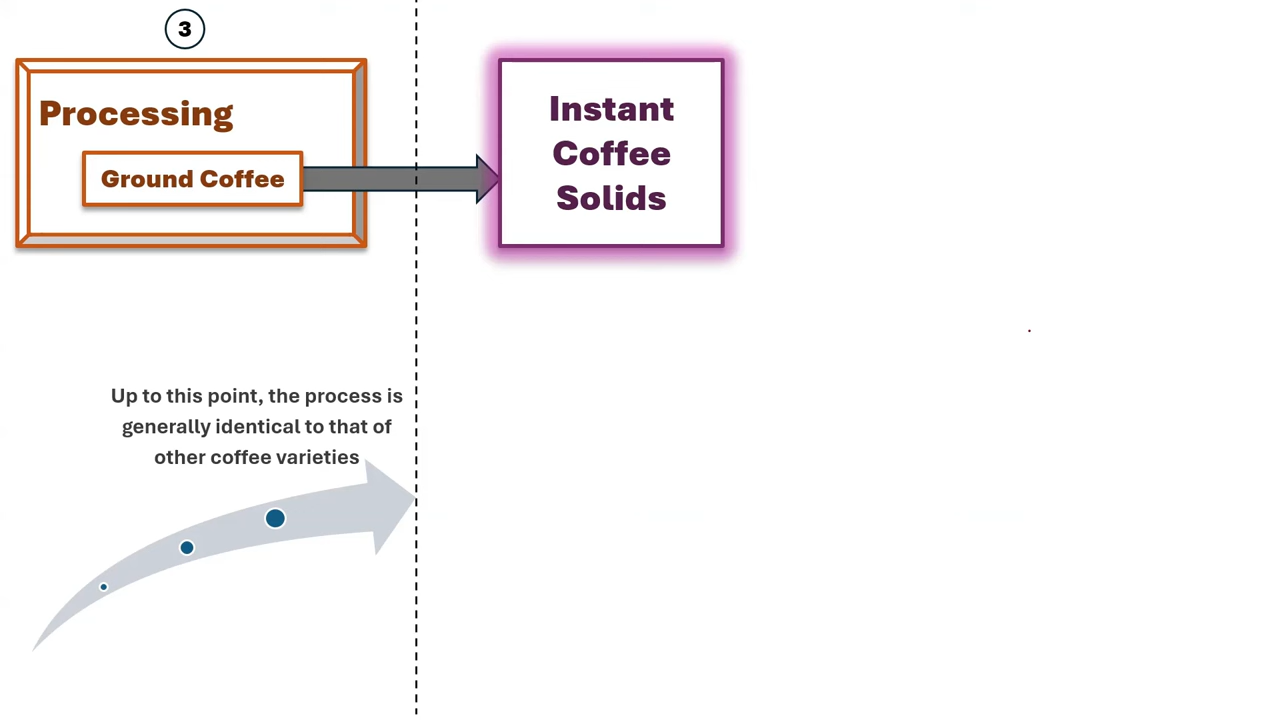 3
Processing
Ground Coffee
Instant
Coffee
Solids
Up to this point, the process is
generally identical to that of
other coffee varieties